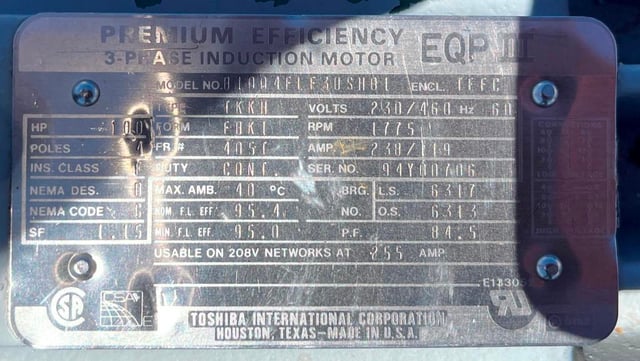 PREMIUM EFFICIENCY
3-PHASE INDUCTION MOTOR EQP III
MODEL NO. ENCL. TEFC
TYPE TKKH VOLTS 230/460 Hz 60
HP 100 FORM FBK1 RPM 1775
POLES 4 FR# 405T AMP. 238/119
INS. CLASS F DUTY CONT. SER. NO.
NEMA DES. B MAX. AMB. 40 °C BRG. L.S. 6317
NEMA CODE G NOM. F.L. EFF. 95.4 NO. O.S. 6313
SF 1.15 MIN. F.L. EFF. 95.0 P.F. 84.5
USABLE ON 208V NETWORKS AT 255 AMP
TOSHIBA INTERNATIONAL CORPORATION
HOUSTON, TEXAS-MADE IN U.S.A.